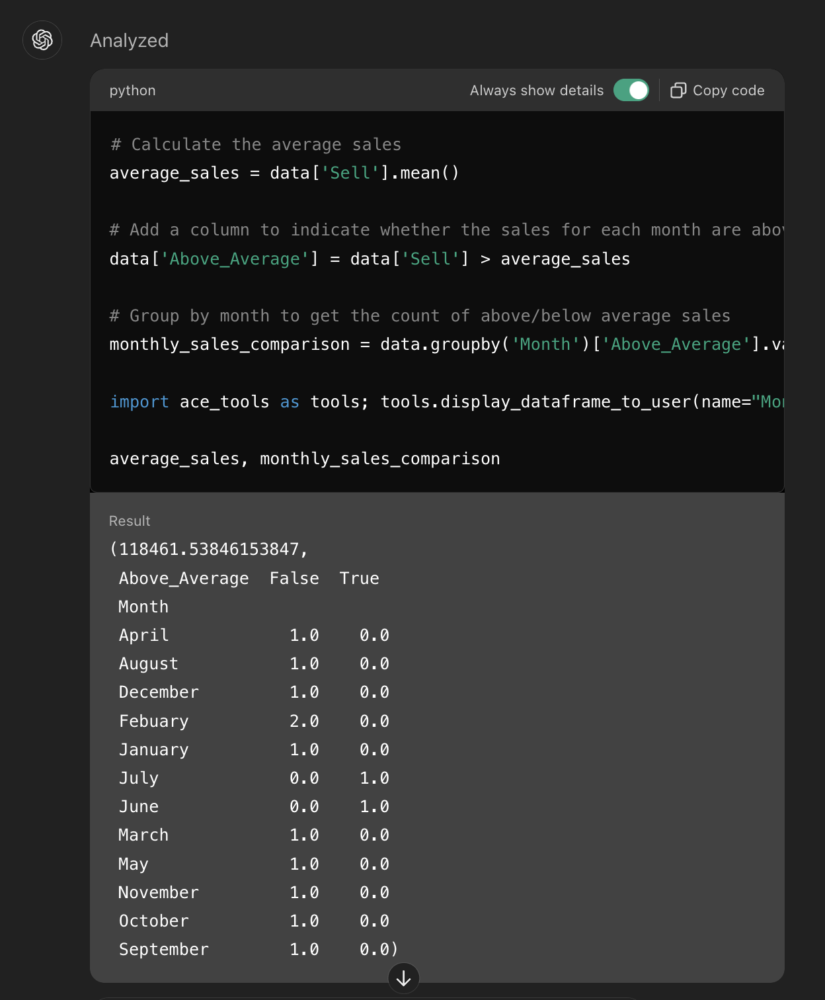 Analyzed
python
Always show details
Copy code
# Calculate the average sales
average_sales = data['Sell'].mean()
# Add a column to indicate whether the sales for each month are
data['Above_Average'] = data['Sell'] > average_sales
# Group by month to get the count of above/below average sales
monthly_sales_comparison = data.groupby('Month')['Above_Average'].va
import ace_tools as tools; tools.display_dataframe_to_user(name="Mo
average_sales, monthly_sales_comparison
Result
(118461.53846153847,
Above_Average False True
Month
April 1.0 0.0
August 1.0 0.0
December 1.0 0.0
Febuary 2.0 0.0
January 1.0 0.0
July 0.0 1.0
June 0.0 1.0
March 1.0 0.0
May 1.0 0.0
November 1.0 0.0
October 1.0 0.0
September 1.0 0.0)